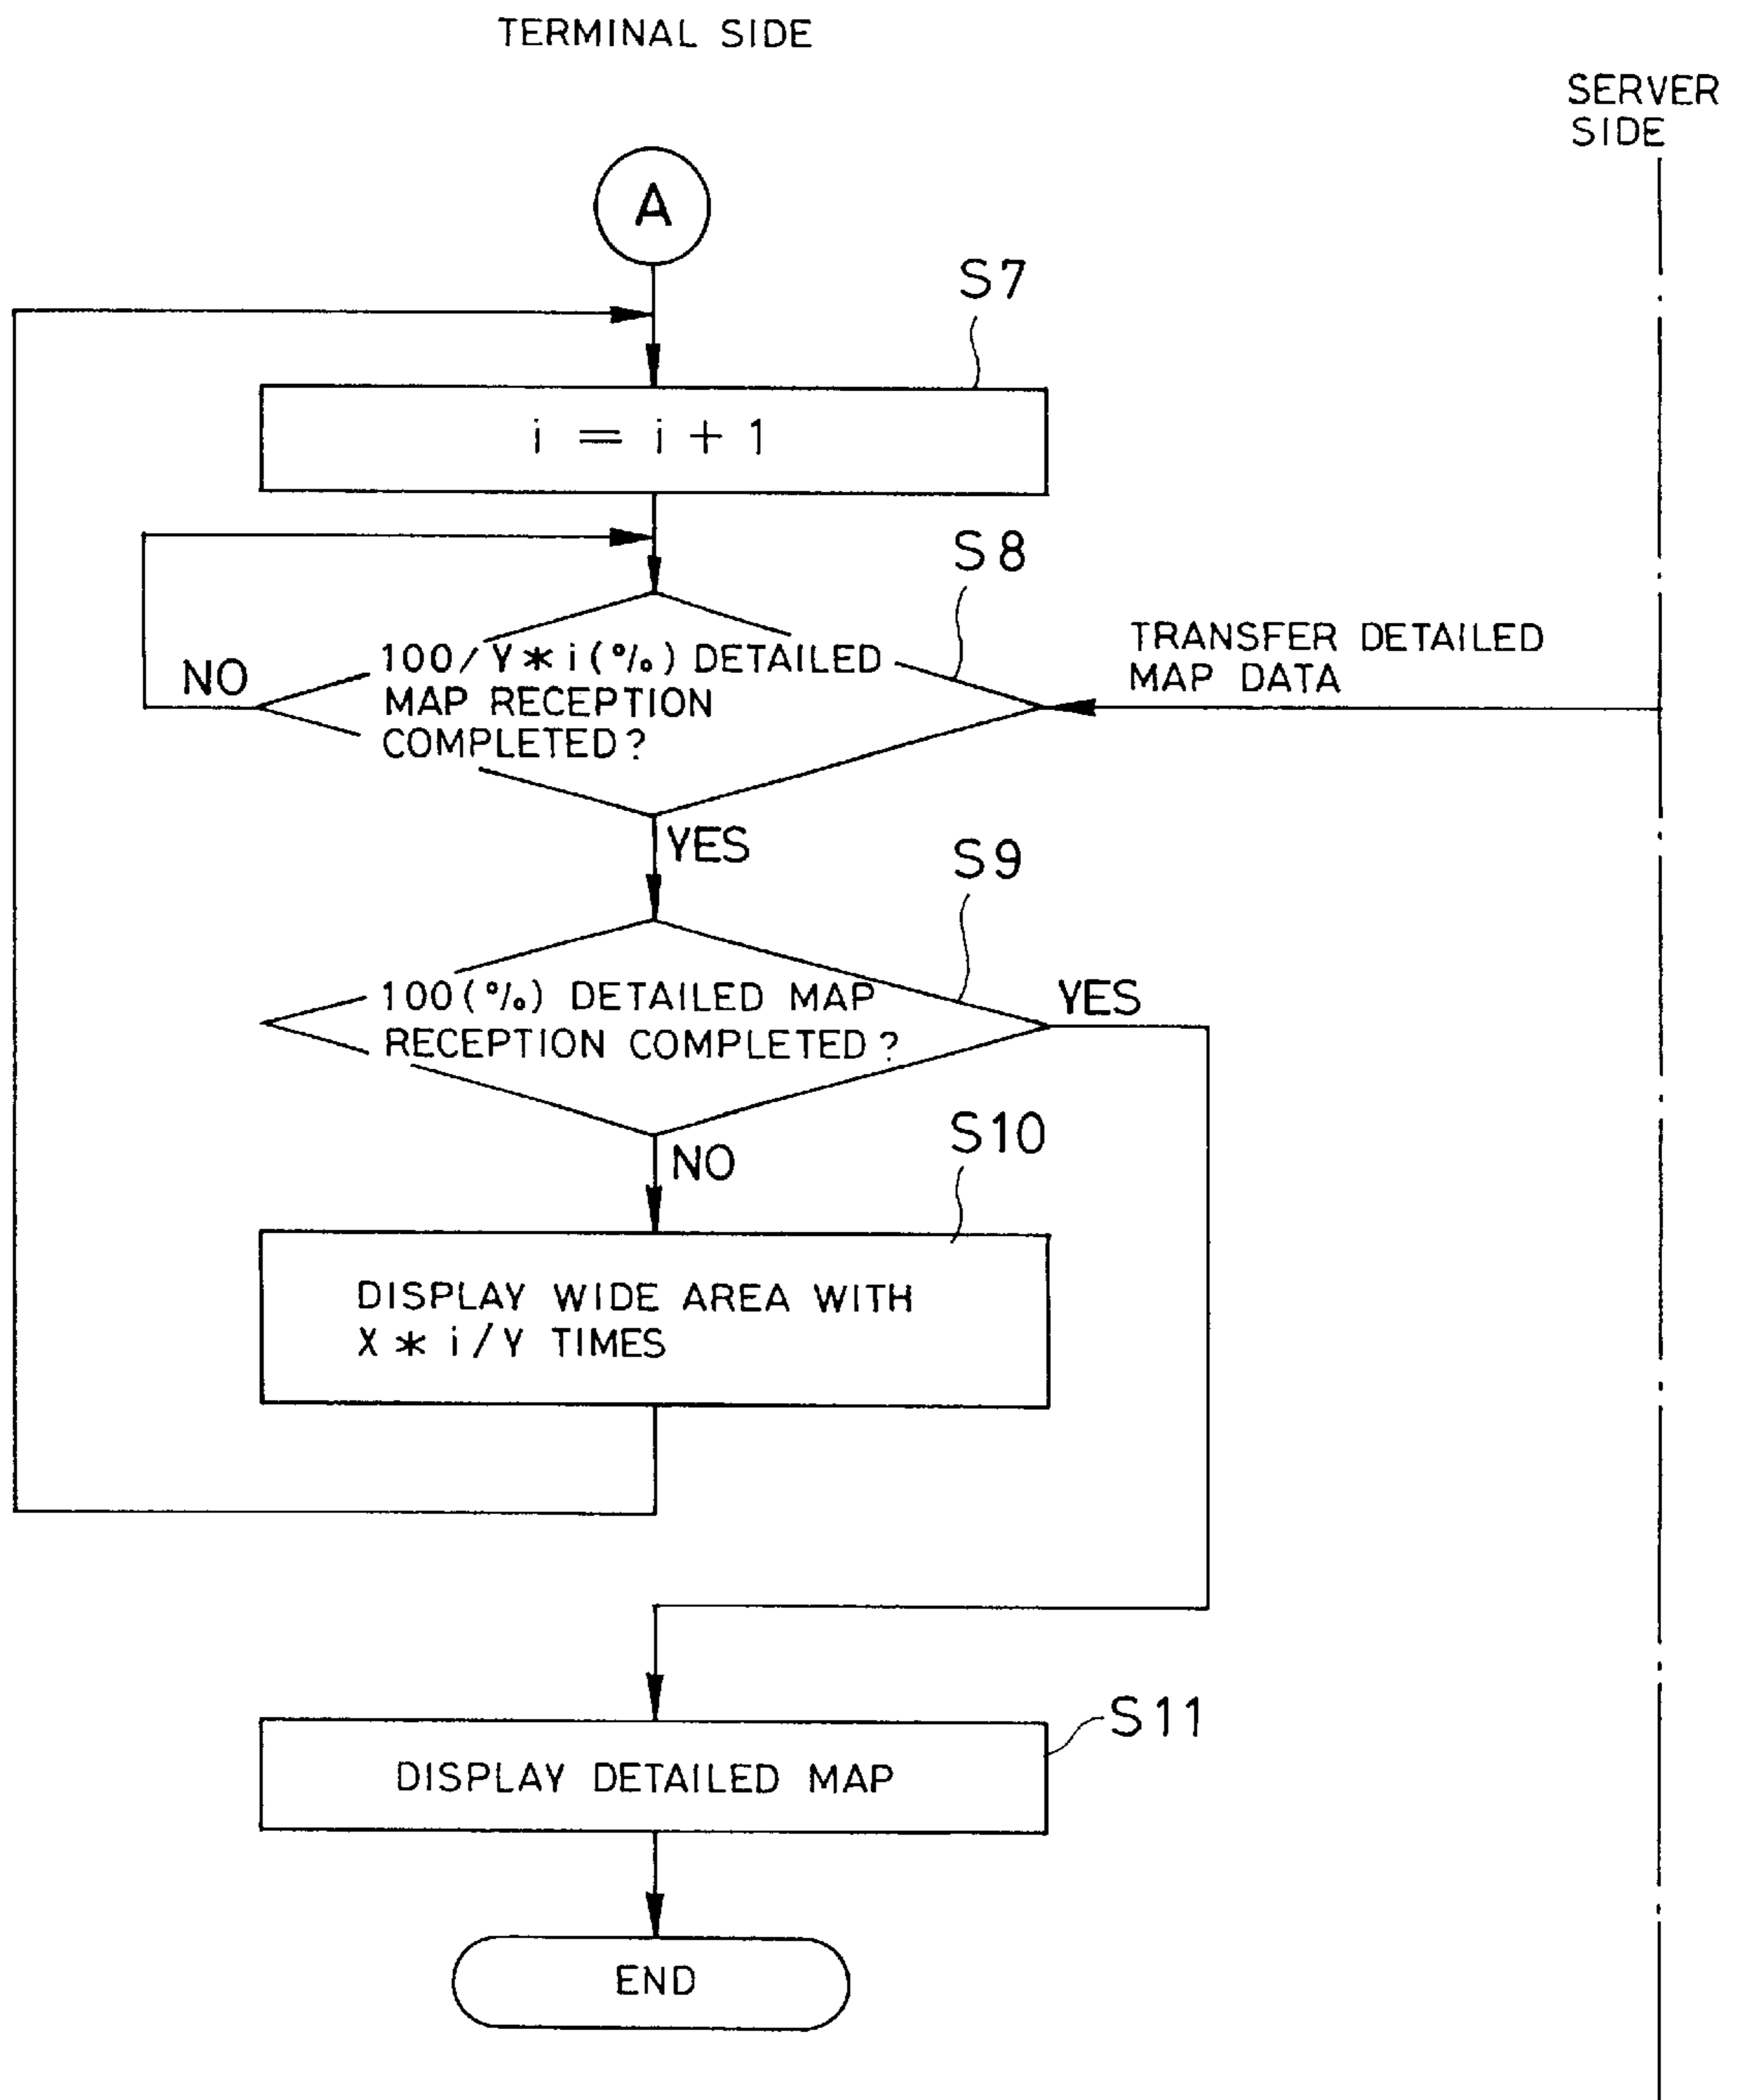 TERMINAL SIDE
SERVER
SIDE
A
S7
i = i + 1
S8
100/Y*i(%) DETAILED
MAP RECEPTION
COMPLETED?
NO
TRANSFER DETAILED
MAP DATA
YES
S9
100(%) DETAILED MAP
RECEPTION COMPLETED?
YES
NO
S10
DISPLAY WIDE AREA WITH
X * i/Y TIMES
S11
DISPLAY DETAILED MAP
END